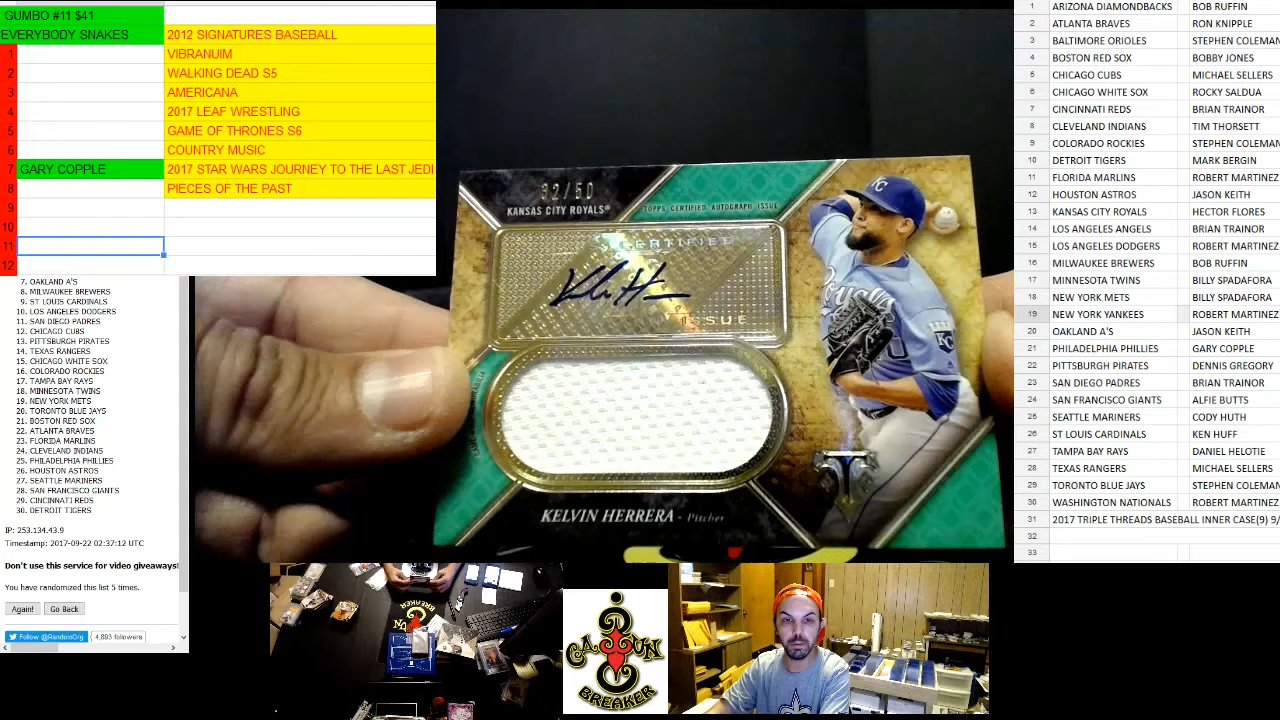 GUMBO #11 $41
EVERYBODY SNAKES 2012 SIGNATURES BASEBALL
1 VIBRANUIM
2 WALKING DEAD S5
3 AMERICANA
4 2017 LEAF WRESTLING
5 GAME OF THRONES S6
6 COUNTRY MUSIC
7 GARY COPPLE 2017 STAR WARS JOURNEY TO THE LAST JEDI
8 PIECES OF THE PAST
9
10
11
12
7. OAKLAND A'S
8. MILWAUKEE BREWERS
9. ST LOUIS CARDINALS
10. LOS ANGELES DODGERS
11. SAN DIEGO PADRES
12. CHICAGO CUBS
13. PITTSBURGH PIRATES
14. TEXAS RANGERS
15. CHICAGO WHITE SOX
16. COLORADO ROCKIES
17. TAMPA BAY RAYS
18. MINNESOTA TWINS
19. NEW YORK METS
20. TORONTO BLUE JAYS
21. BOSTON RED SOX
22. ATLANTA BRAVES
23. FLORIDA MARLINS
24. CLEVELAND INDIANS
25. PHILADELPHIA PHILLIES
26. HOUSTON ASTROS
27. SEATTLE MARINERS
28. SAN FRANCISCO GIANTS
29. CINCINNATI REDS
30. DETROIT TIGERS
IP: 253.134.43.9
Timestamp: 2017-09-22 02:37:12 UTC
Don't use this service for video giveaways!
You have randomized this list 5 times.
Again! Go Back
Follow @RandomOrg 4,893 followers
32/50
KANSAS CITY ROYALS®
TOPPS CERTIFIED AUTOGRAPH ISSUE
CERTIFIED
ISSUE
KC
Royals
KC
KELVIN HERRERA - Pitcher
CAJUN
BREAKER
1 ARIZONA DIAMONDBACKS BOB RUFFIN
2 ATLANTA BRAVES RON KNIPPLE
3 BALTIMORE ORIOLES STEPHEN COLEMAN
4 BOSTON RED SOX BOBBY JONES
5 CHICAGO CUBS MICHAEL SELLERS
6 CHICAGO WHITE SOX ROCKY SALDUA
7 CINCINNATI REDS BRIAN TRAINOR
8 CLEVELAND INDIANS TIM THORSETT
9 COLORADO ROCKIES STEPHEN COLEM
10 DETROIT TIGERS MARK BERGIN
11 FLORIDA MARLINS ROBERT MARTINEZ
12 HOUSTON ASTROS JASON KEITH
13 KANSAS CITY ROYALS HECTOR FLORES
14 LOS ANGELS ANGELS BRIAN TRAINOR
15 LOS ANGELES DODGERS ROBERT MARTINEZ
16 MILWAUKEE BREWERS BOB RUFFIN
17 MINNESOTA TWINS BILLY SPADAFORA
18 NEW YORK METS BILLY SPADAFORA
19 NEW YORK YANKEES ROBERT MARTINEZ
20 OAKLAND A'S JASON KEITH
21 PHILADELPHIA PHILLIES GARY COPPLE
22 PITTSBURGH PIRATES DENNIS GREGORY
23 SAN DIEGO PADRES BRIAN TRAINOR
24 SAN FRANCISCO GIANTS ALFIE BUTTS
25 SEATTLE MARINERS CODY HUTH
26 ST LOUIS CARDINALS KEN HUFF
27 TAMPA BAY RAYS DANIEL HELOTIE
28 TEXAS RANGERS MICHAEL SELLERS
29 TORONTO BLUE JAYS STEPHEN COLEM
30 WASHINGTON NATIONALS ROBERT MARTINEZ
31 2017 TRIPLE THREADS BASEBALL INNER CASE(9) 9/
32
33